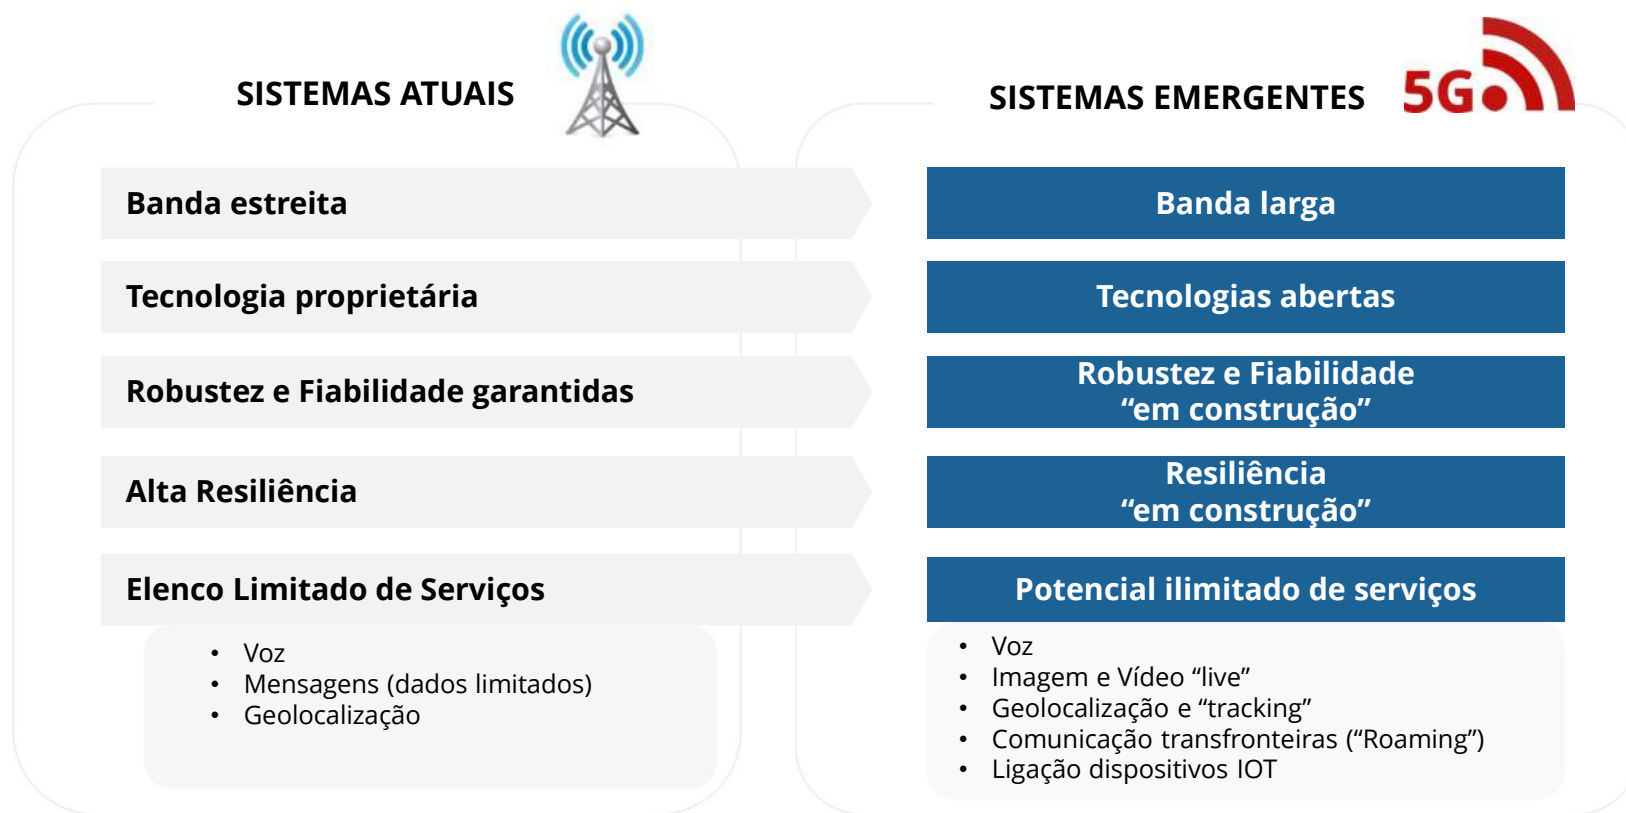 SISTEMAS ATUAIS
Banda estreita
Tecnologia proprietária
Robustez e Fiabilidade garantidas
Alta Resiliência
Elenco Limitado de Serviços
• Voz
• Mensagens (dados limitados)
• Geolocalização
SISTEMAS EMERGENTES
5G
Banda larga
Tecnologias abertas
Robustez e Fiabilidade
“em construção”
Resiliência
“em construção”
Potencial ilimitado de serviços
• Voz
• Imagem e Vídeo “live”
• Geolocalização e “tracking”
• Comunicação transfronteiras (“Roaming”)
• Ligação dispositivos IOT